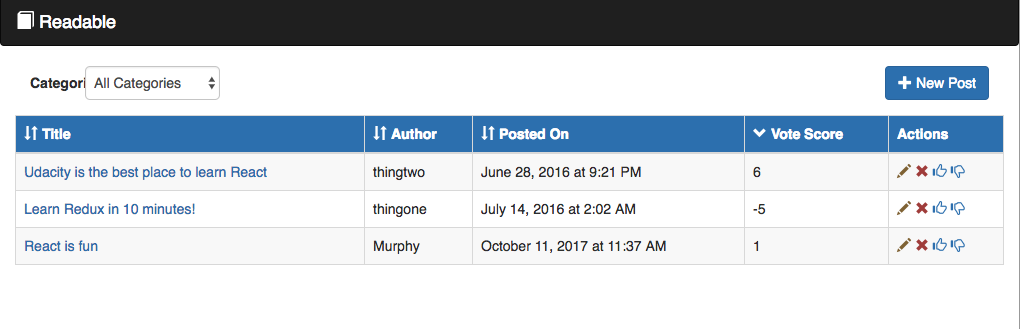 Readable
Categori All Categories New Post
Title Author Posted On Vote Score Actions
Udacity is the best place to learn React thingtwo June 28, 2016 at 9:21 PM 6
Learn Redux in 10 minutes! thingone July 14, 2016 at 2:02 AM -5
React is fun Murphy October 11, 2017 at 11:37 AM 1